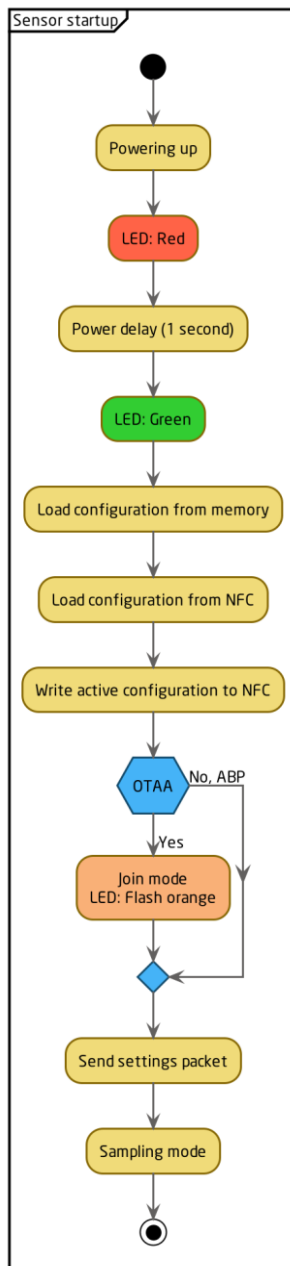 Sensor startup
Powering up
LED: Red
Power delay (1 second)
LED: Green
Load configuration from memory
Load configuration from NFC
Write active configuration to NFC
OTAA
No, ABP
Yes
Join mode
LED: Flash orange
Send settings packet
Sampling mode